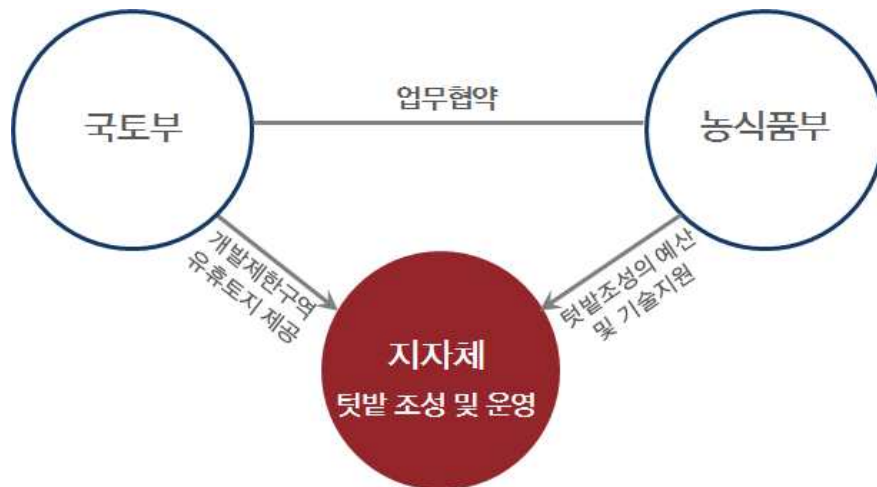 국토부
업무협약
농식품부
개발제한구역
유휴토지 제공
텃밭조성의 예산
및 기술지원
지자체
텃밭 조성 및 운영